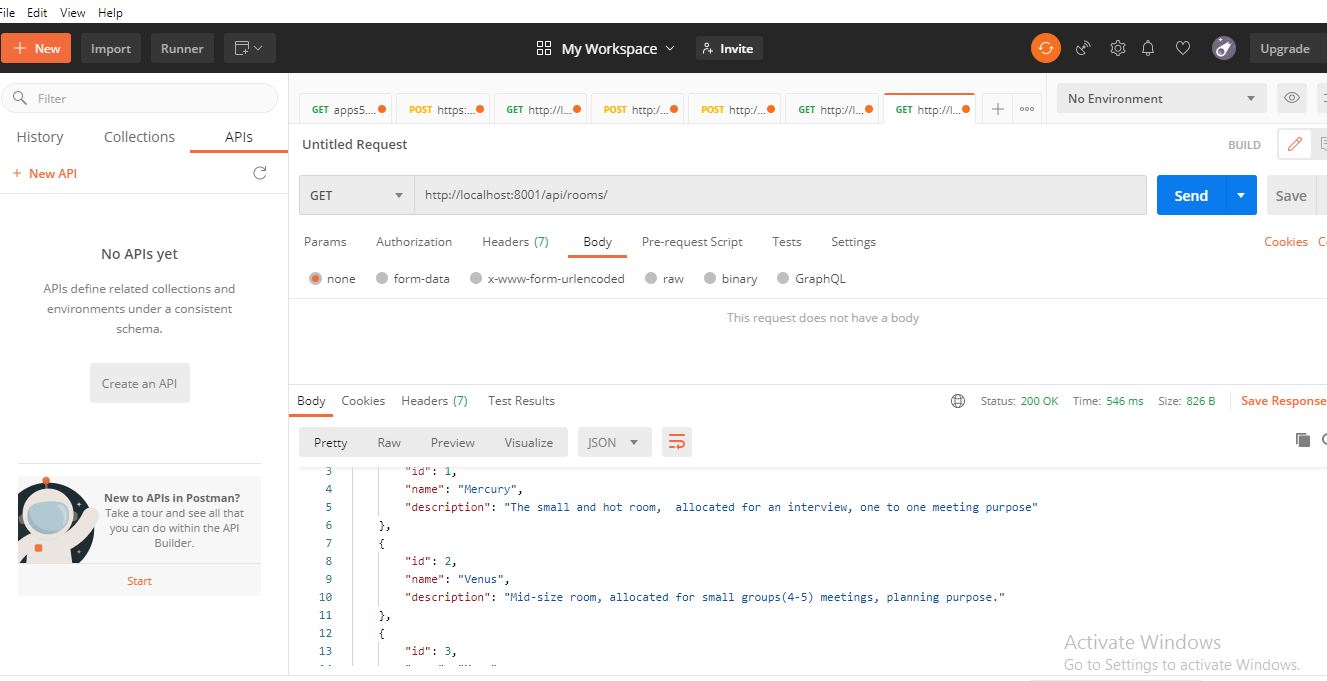 File Edit View Help
+ New Import Runner My Workspace Invite Upgrade
Filter
GET apps5.... POST https:... GET http://l... POST http:/... POST http:/... GET http://l... GET http://l... No Environment
History Collections APIs
Untitled Request BUILD
+ New API
GET http://localhost:8001/api/rooms/ Send Save
Params Authorization Headers (7) Body Pre-request Script Tests Settings Cookies
none form-data x-www-form-urlencoded raw binary GraphQL
This request does not have a body
No APIs yet
APIs define related collections and
environments under a consistent
schema.
Create an API
New to APIs in Postman?
Take a tour and see all that
you can do within the API
Builder.
Start
Body Cookies Headers (7) Test Results Status: 200 OK Time: 546 ms Size: 826 B Save Response
Pretty Raw Preview Visualize JSON
3 "id": 1,
4 "name": "Mercury",
5 "description": "The small and hot room,  allocated for an interview, one to one meeting purpose"
6 },
7 {
8 "id": 2,
9 "name": "Venus",
10 "description": "Mid-size room, allocated for small groups(4-5) meetings, planning purpose."
11 },
12 {
13 "id": 3,
Activate Windows
Go to Settings to activate Windows.